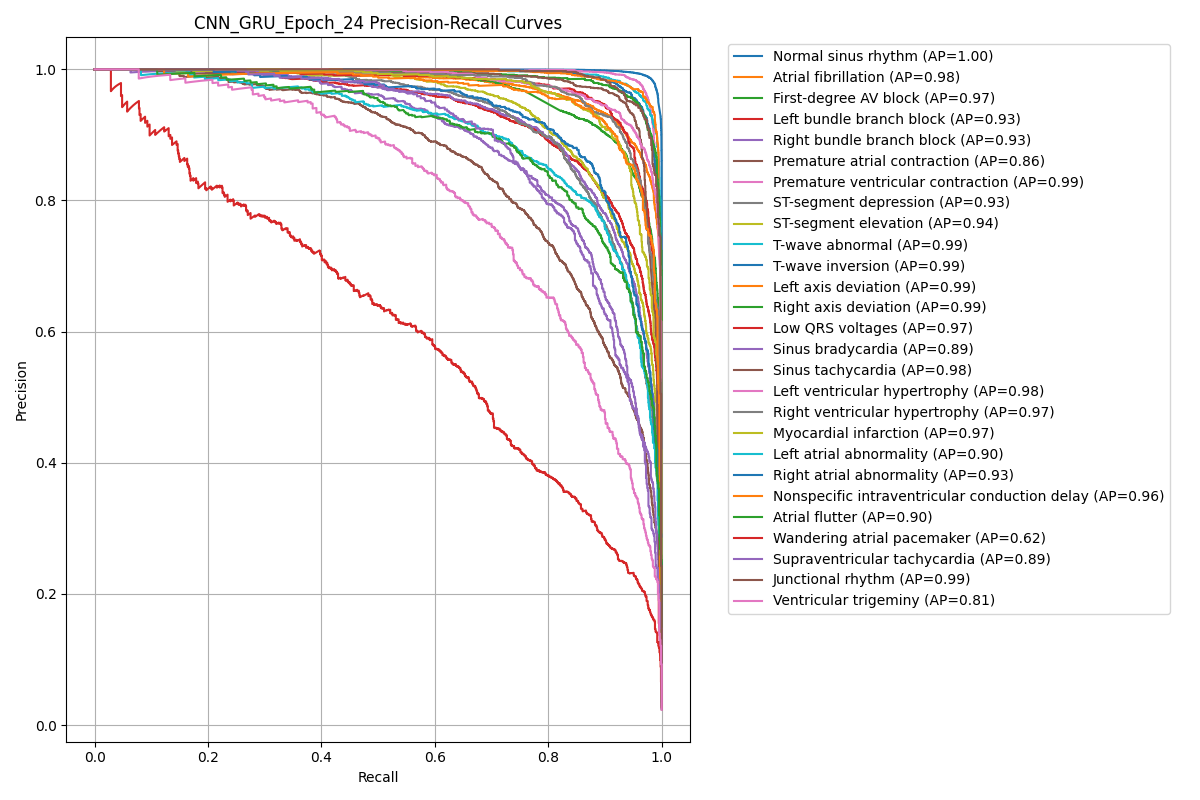 CNN_GRU_Epoch_24 Precision-Recall Curves
Precision
1.0
0.8
0.6
0.4
0.2
0.0
0.0 0.2 0.4 0.6 0.8 1.0
Recall
Normal sinus rhythm (AP=1.00)
Atrial fibrillation (AP=0.98)
First-degree AV block (AP=0.97)
Left bundle branch block (AP=0.93)
Right bundle branch block (AP=0.93)
Premature atrial contraction (AP=0.86)
Premature ventricular contraction (AP=0.99)
ST-segment depression (AP=0.93)
ST-segment elevation (AP=0.94)
T-wave abnormal (AP=0.99)
T-wave inversion (AP=0.99)
Left axis deviation (AP=0.99)
Right axis deviation (AP=0.99)
Low QRS voltages (AP=0.97)
Sinus bradycardia (AP=0.89)
Sinus tachycardia (AP=0.98)
Left ventricular hypertrophy (AP=0.98)
Right ventricular hypertrophy (AP=0.97)
Myocardial infarction (AP=0.97)
Left atrial abnormality (AP=0.90)
Right atrial abnormality (AP=0.93)
Nonspecific intraventricular conduction delay (AP=0.96)
Atrial flutter (AP=0.90)
Wandering atrial pacemaker (AP=0.62)
Supraventricular tachycardia (AP=0.89)
Junctional rhythm (AP=0.99)
Ventricular trigeminy (AP=0.81)